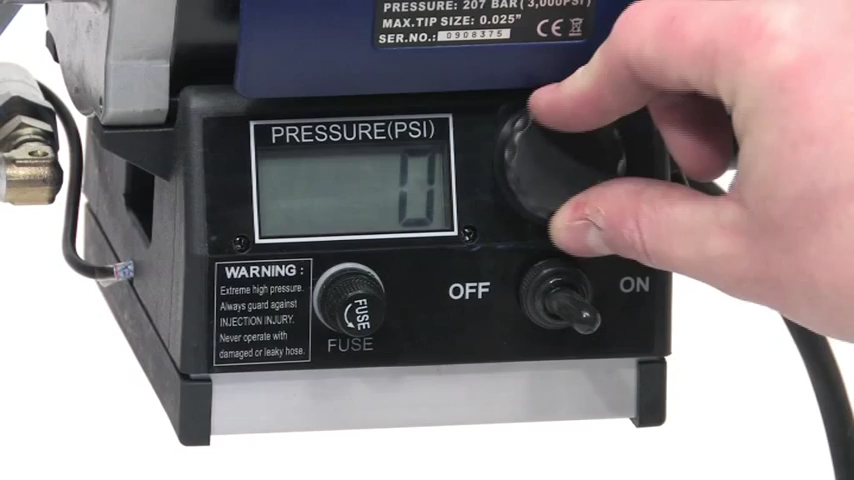 PRESSURE: 207 BAR (3,000PSI)
MAX. TIP SIZE: 0.025"
SER.NO.: 0908375
CE
PRESSURE(PSI)
0
WARNING :
Extreme high pressure.
Always guard against
INJECTION INJURY.
Never operate with
damaged or leaky hose.
FUSE
FUSE
OFF
ON